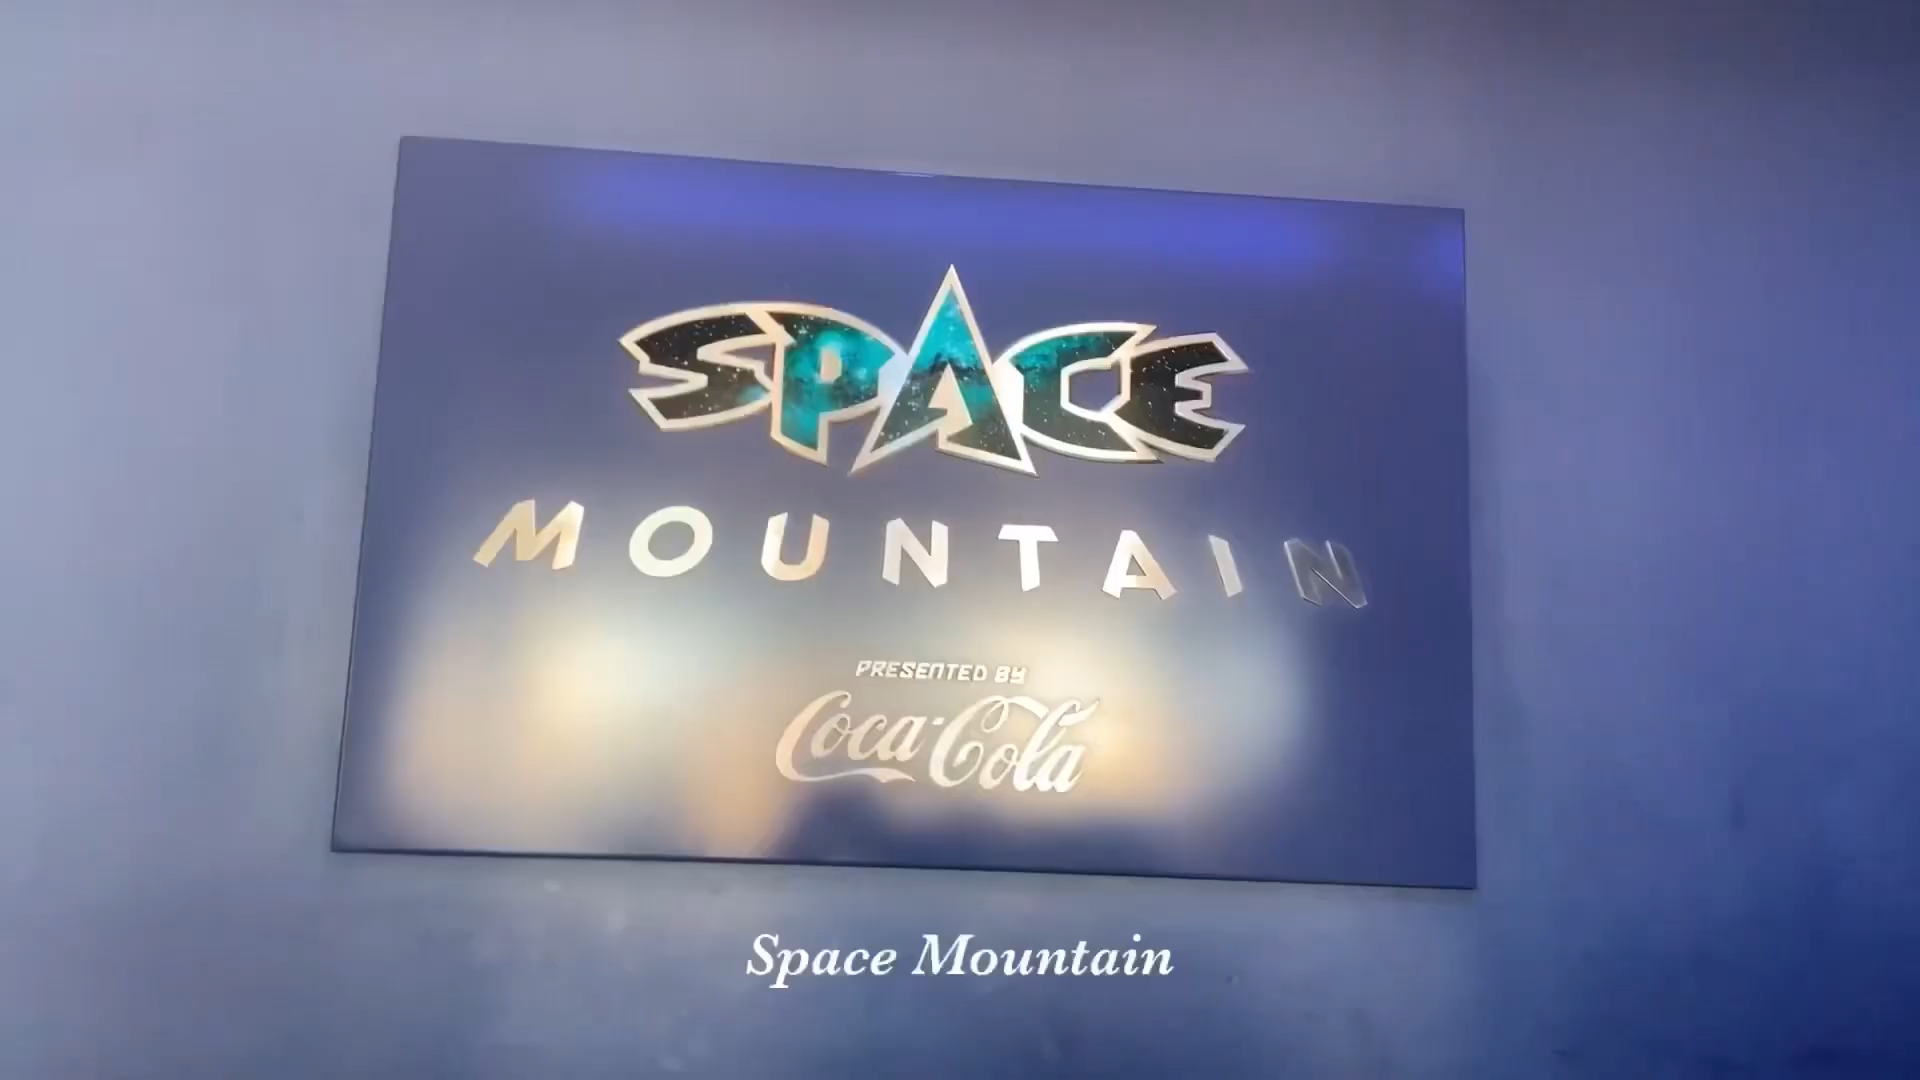 SPACE
MOUNTAIN
PRESENTED BY
Coca-Cola
Space Mountain